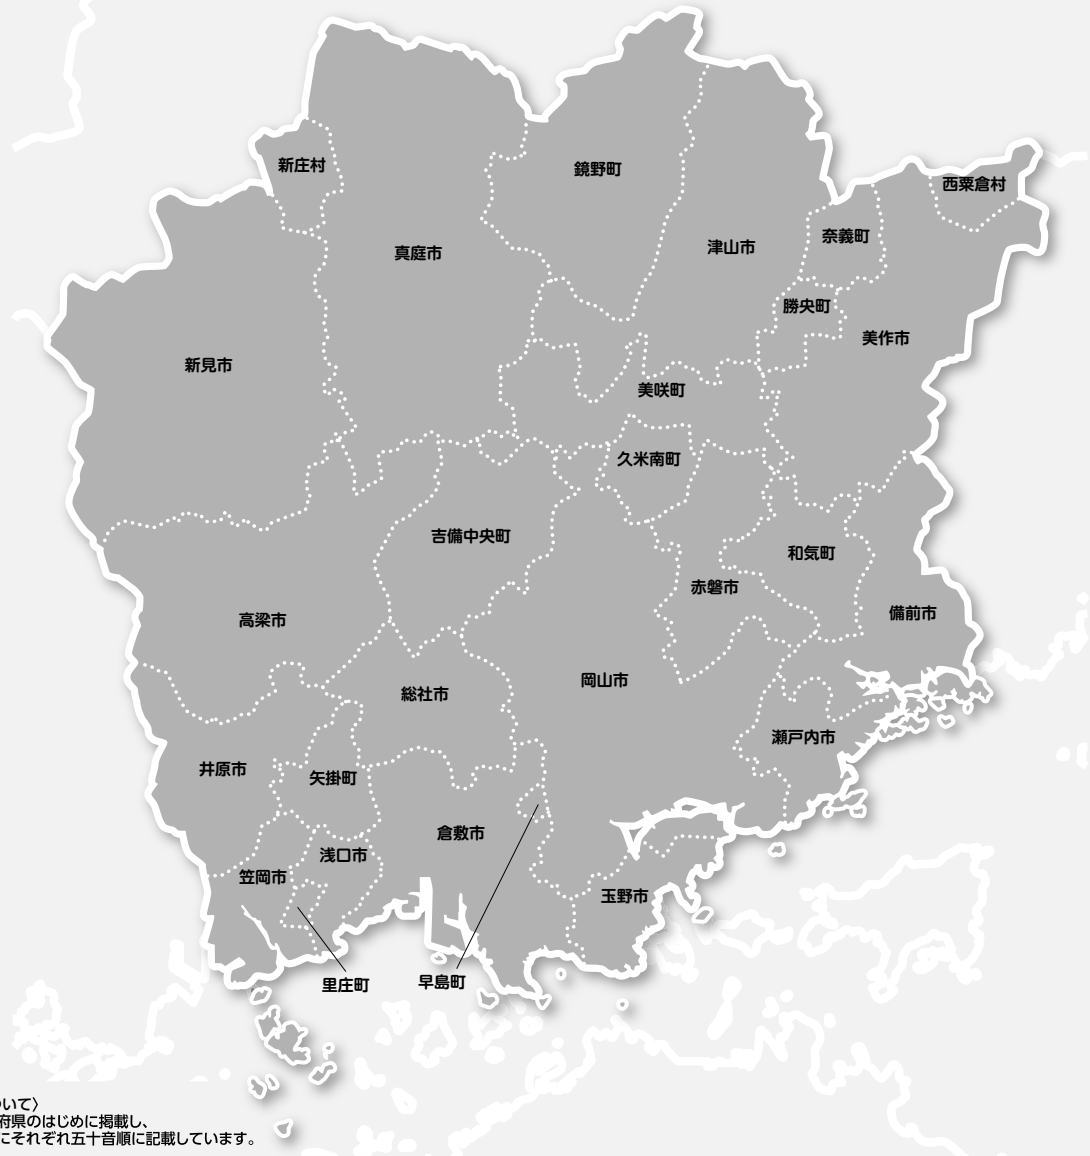 新庄村
鏡野町
西粟倉村
奈義町
真庭市
津山市
勝央町
美作市
新見市
美咲町
久米南町
吉備中央町
和気町
赤磐市
備前市
高梁市
岡山市
総社市
瀬戸内市
井原市
矢掛町
倉敷市
浅口市
笠岡市
玉野市
里庄町
早島町
いて〉
府県のはじめに掲載し、
にそれぞれ五十音順に記載しています。